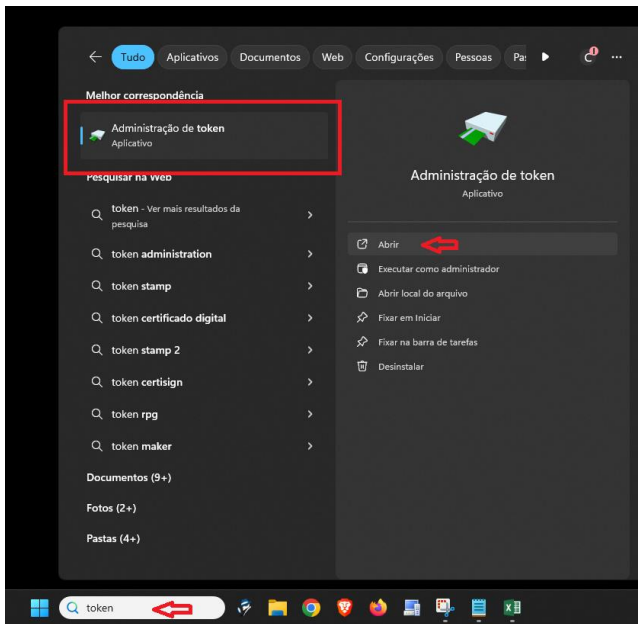 Tudo Aplicativos Documentos Web Configurações Pessoas
Melhor correspondência
Administração de token
Aplicativo
Pesquisar na Web
token - Ver mais resultados da
pesquisa
token administration
token stamp
token certificado digital
token stamp 2
token certisign
token rpg
token maker
Documentos (9+)
Fotos (2+)
Pastas (4+)
Administração de token
Aplicativo
Abrir
Executar como administrador
Abrir local do arquivo
Fixar em Iniciar
Fixar na barra de tarefas
Desinstalar
token